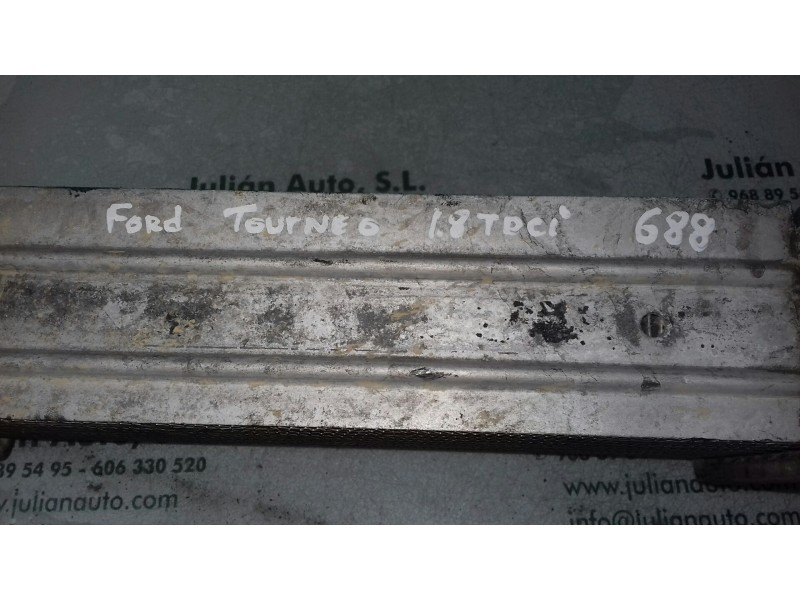 Julián Auto, S.L.
Julián
✆ 968 89 5
FORD TOURNEO 1.8 TDCi 688
89 54 95 - 606 330 520
www.julianauto.com
www.julianau
info@julianauto.com